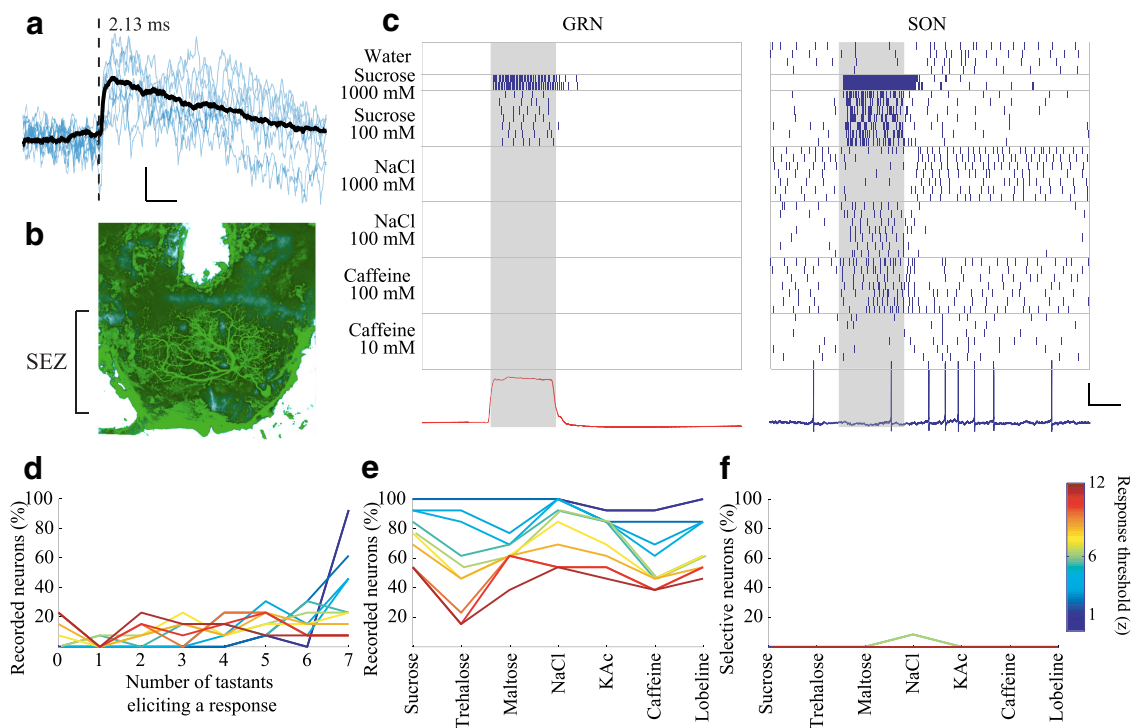 a
2.13 ms
b
SEZ
c
GRN
SON
Water
Sucrose
1000 mM
Sucrose
100 mM
NaCl
1000 mM
NaCl
100 mM
Caffeine
100 mM
Caffeine
10 mM
d
Recorded neurons (%)
100
80
60
40
20
0 1 2 3 4 5 6 7
Number of tastants
eliciting a response
e
Recorded neurons (%)
100
80
60
40
20
Sucrose
Trehalose
Maltose
NaCl
KAc
Caffeine
Lobeline
f
Selective neurons (%)
100
80
60
40
20
Sucrose
Trehalose
Maltose
NaCl
KAc
Caffeine
Lobeline
12
6
1
Response threshold (z)